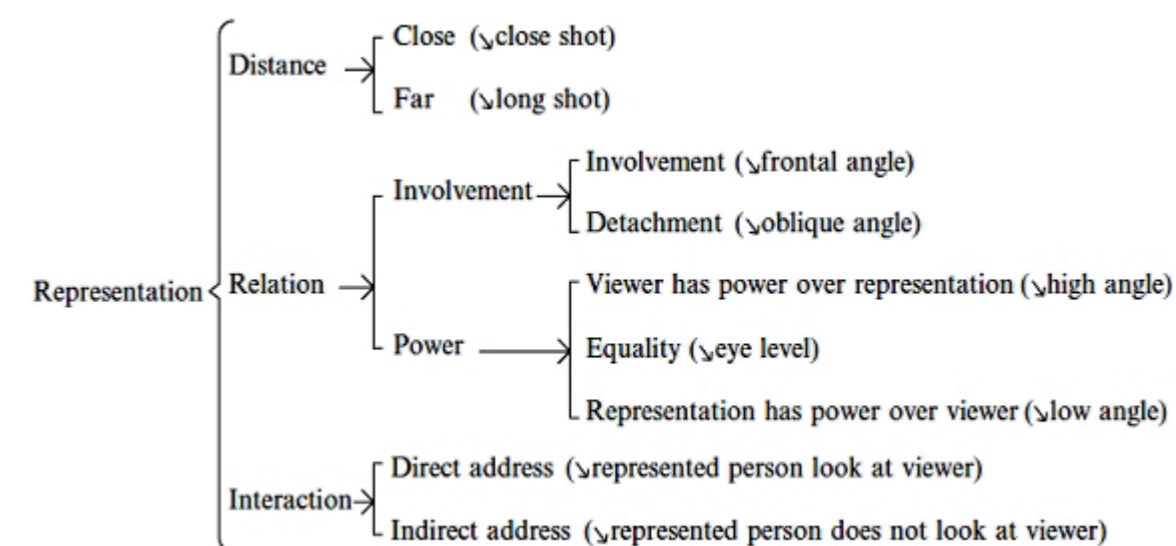 Close (↘close shot)
Distance
Far (↘long shot)
Involvement (↘frontal angle)
Involvement
Detachment (↘oblique angle)
Representation
Relation
Viewer has power over representation (↘high angle)
Power
Equality (↘eye level)
Representation has power over viewer (↘low angle)
Direct address (↘represented person look at viewer)
Interaction
Indirect address (↘represented person does not look at viewer)